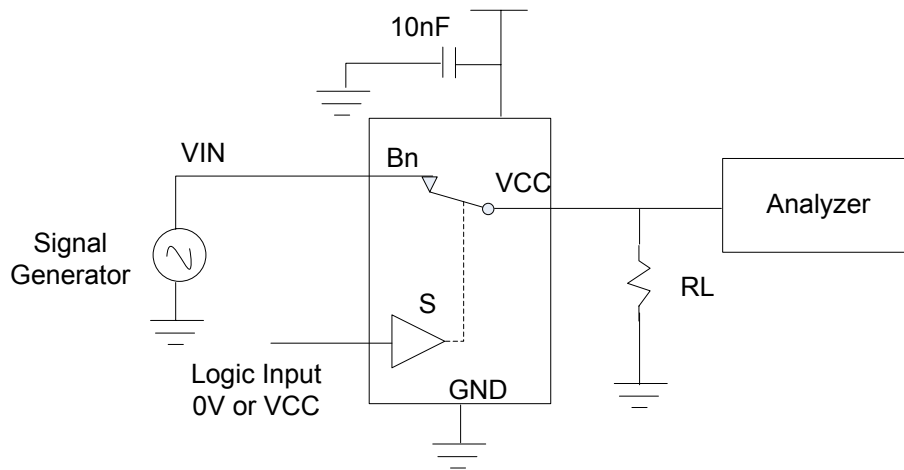 10nF
VIN
Bn
VCC
Analyzer
Signal
Generator
RL
S
Logic Input
0V or VCC
GND